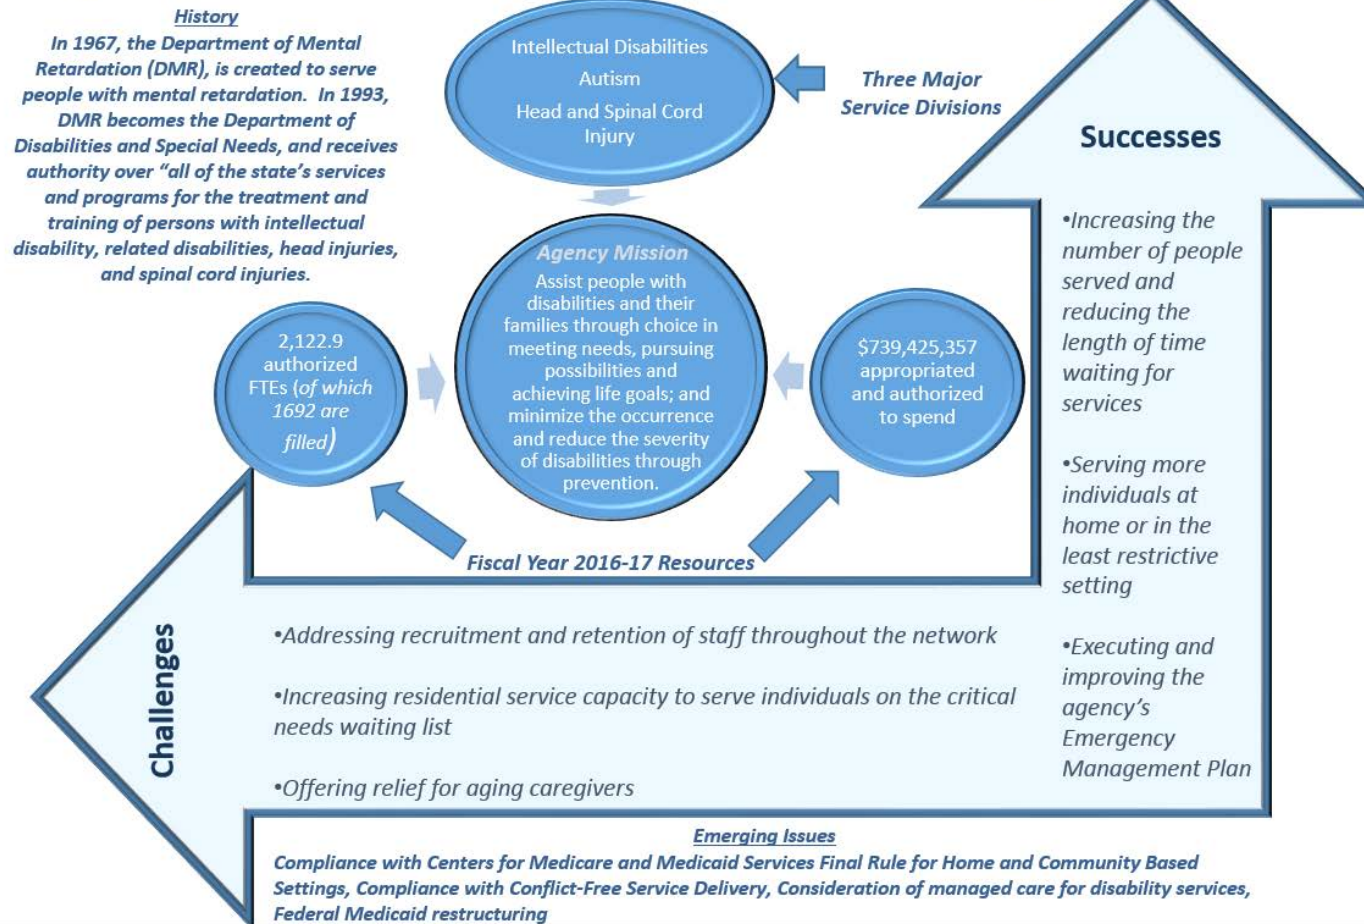 History
In 1967, the Department of Mental
Retardation (DMR), is created to serve
people with mental retardation.  In 1993,
DMR becomes the Department of
Disabilities and Special Needs, and receives
authority over “all of the state’s services
and programs for the treatment and
training of persons with intellectual
disability, related disabilities, head injuries,
and spinal cord injuries.
Intellectual Disabilities
Autism
Head and Spinal Cord
Injury
Three Major
Service Divisions
Agency Mission
Assist people with
disabilities and their
families through choice in
meeting needs, pursuing
possibilities and
achieving life goals; and
minimize the occurrence
and reduce the severity
of disabilities through
prevention.
2,122.9
authorized
FTEs (of which
1692 are
filled)
$739,425,357
appropriated
and authorized
to spend
Fiscal Year 2016-17 Resources
Successes
•Increasing the
number of people
served and
reducing the
length of time
waiting for
services
•Serving more
individuals at
home or in the
least restrictive
setting
•Executing and
improving the
agency’s
Emergency
Management Plan
Challenges
•Addressing recruitment and retention of staff throughout the network
•Increasing residential service capacity to serve individuals on the critical
needs waiting list
•Offering relief for aging caregivers
Emerging Issues
Compliance with Centers for Medicare and Medicaid Services Final Rule for Home and Community Based
Settings, Compliance with Conflict-Free Service Delivery, Consideration of managed care for disability services,
Federal Medicaid restructuring